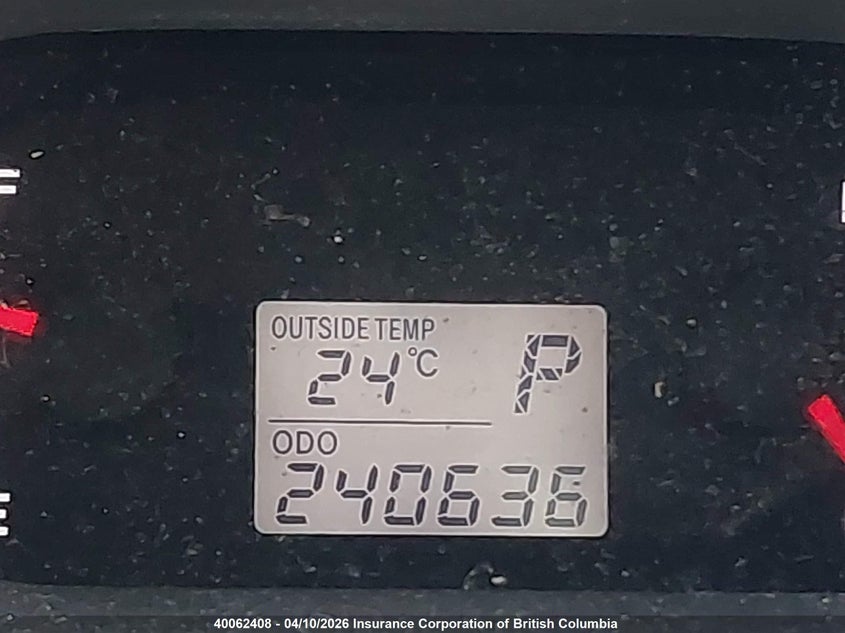 OUTSIDE TEMP
24°C P
ODO
240636
E
40062408 - 04/10/2026 Insurance Corporation of British Columbia